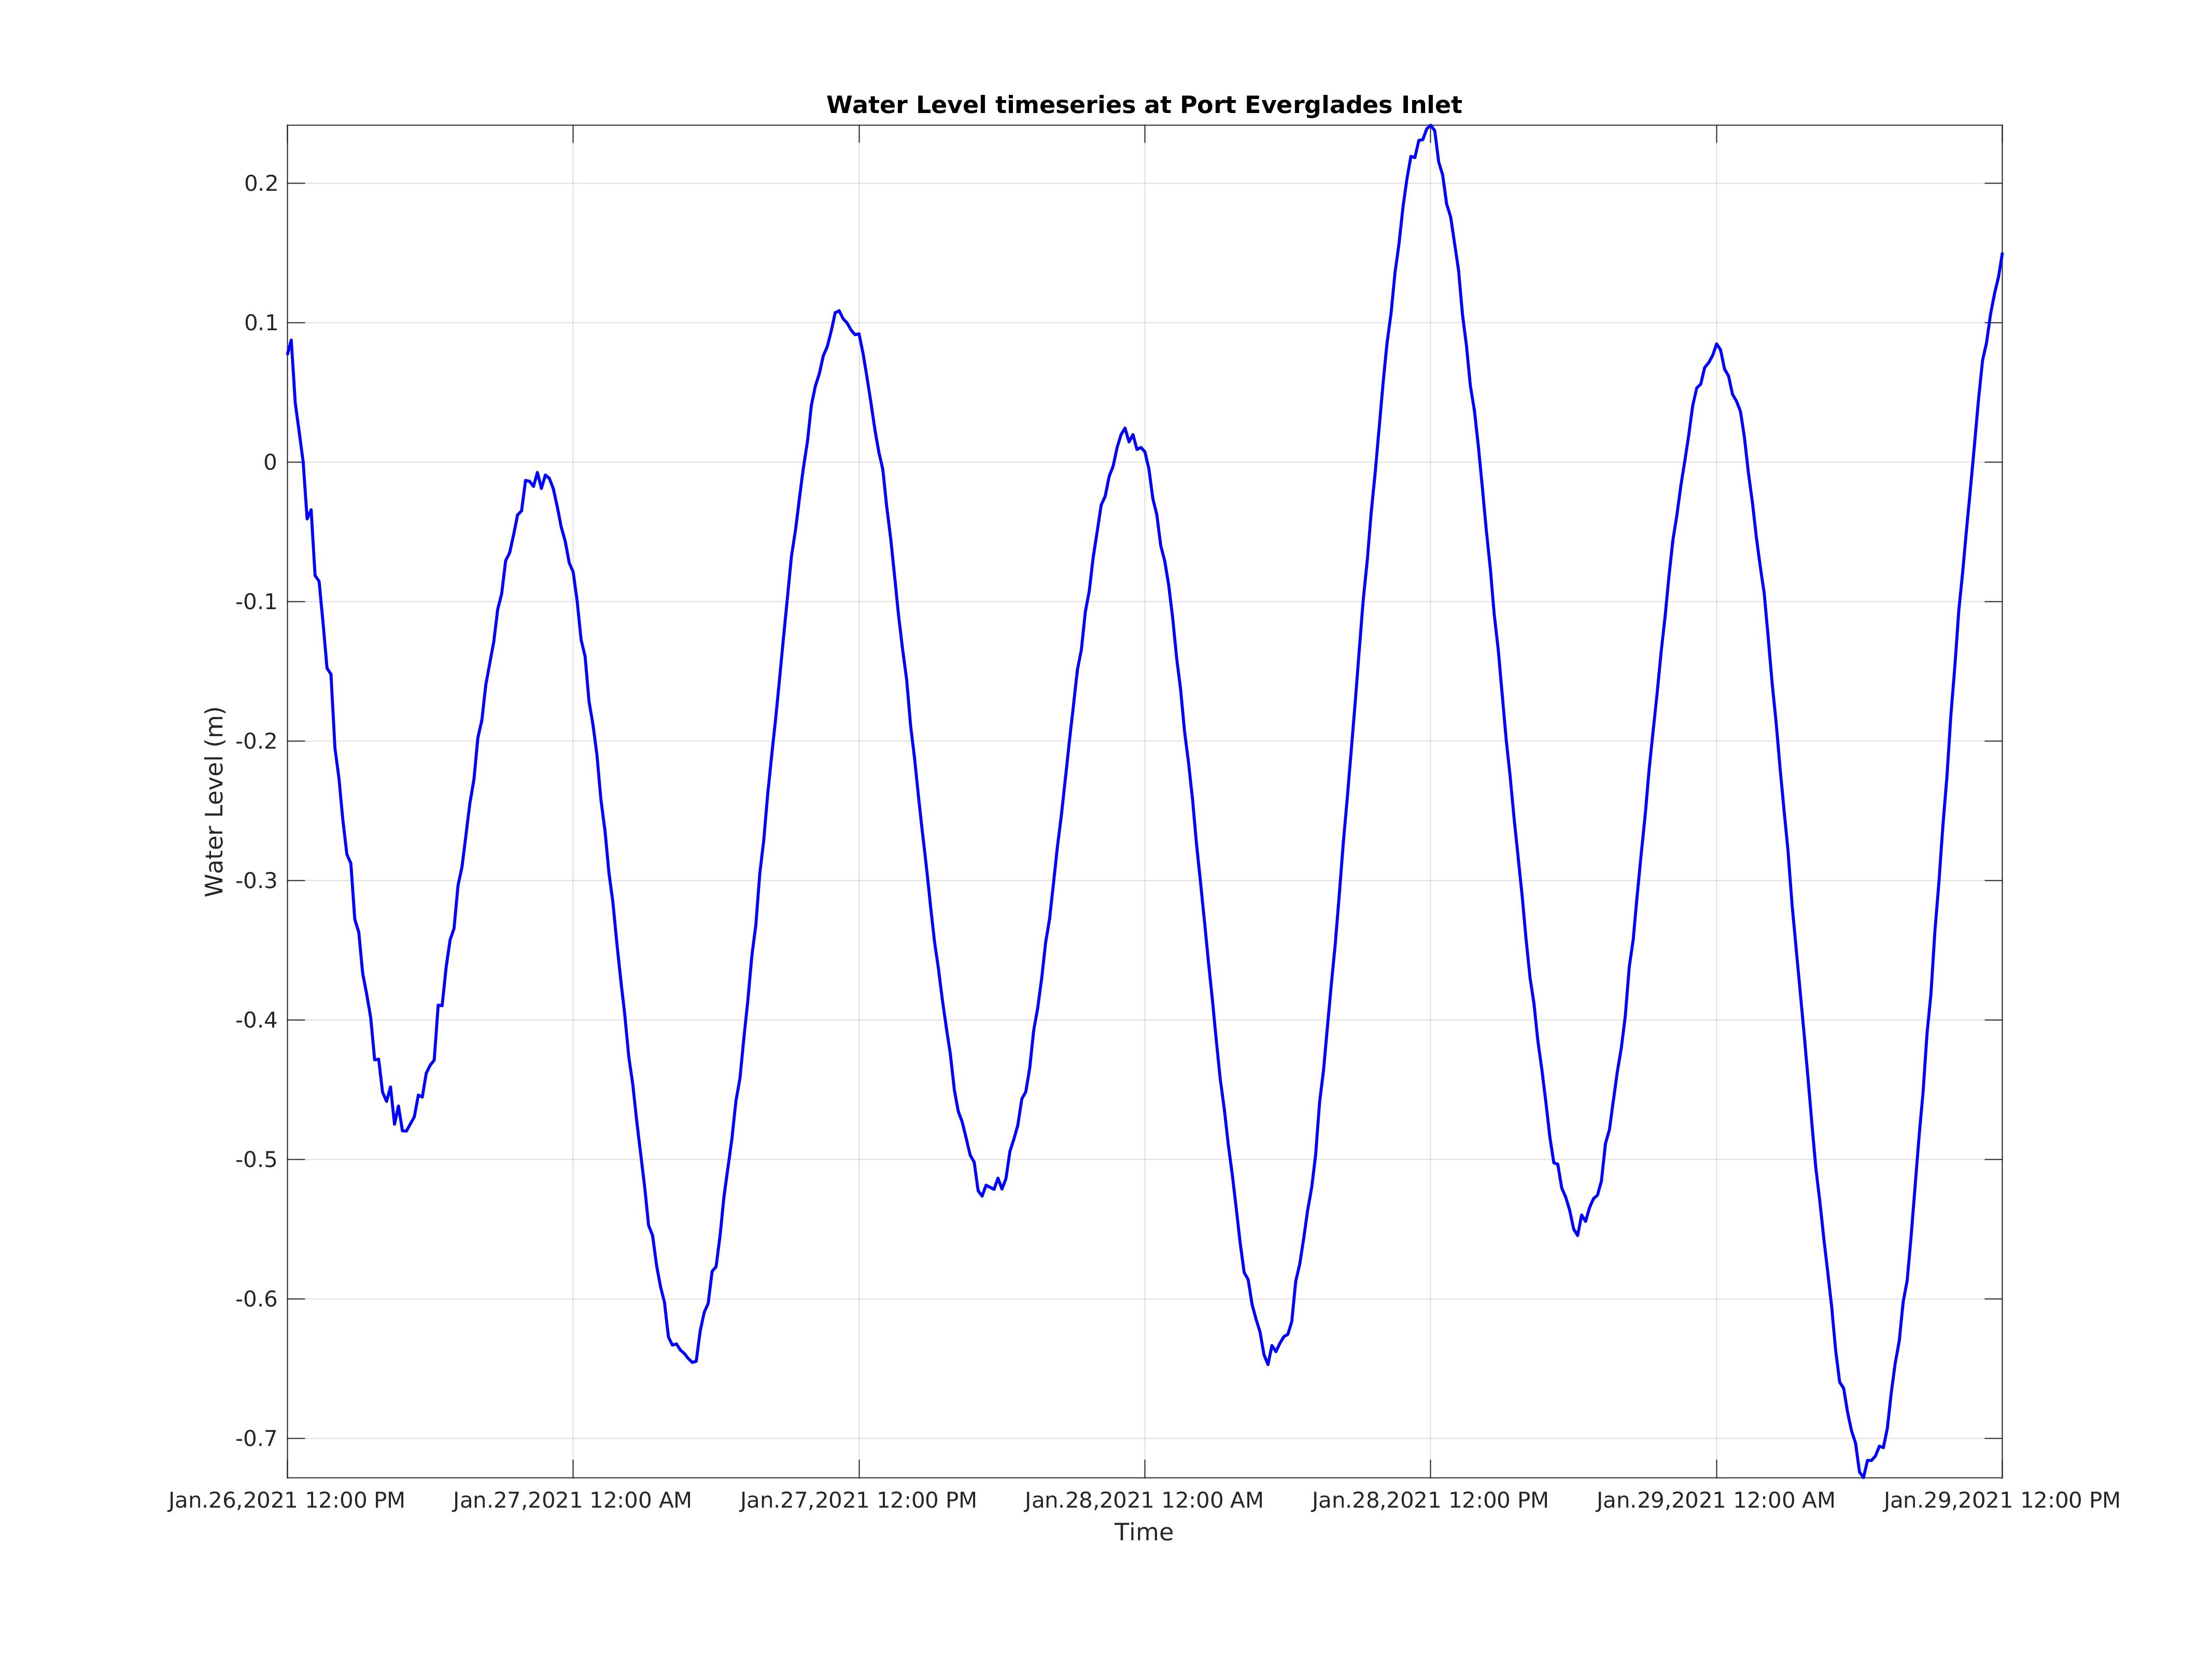 Water Level timeseries at Port Everglades Inlet
0.2
0.1
0
-0.1
-0.2
-0.3
-0.4
-0.5
-0.6
-0.7
Water Level (m)
Jan.26,2021 12:00 PM
Jan.27,2021 12:00 AM
Jan.27,2021 12:00 PM
Jan.28,2021 12:00 AM
Jan.28,2021 12:00 PM
Jan.29,2021 12:00 AM
Jan.29,2021 12:00 PM
Time